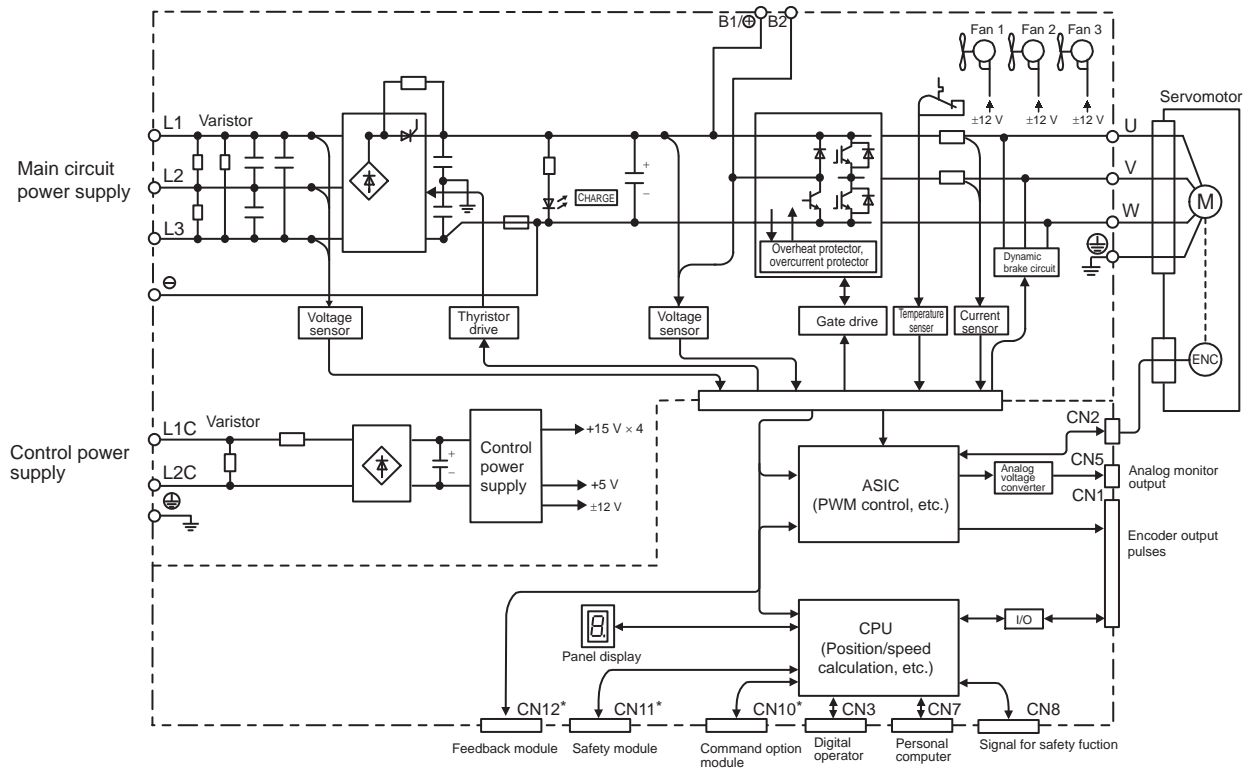 B1/⊕ B2
Fan 1 Fan 2 Fan 3
±12 V ±12 V ±12 V
Servomotor
Main circuit
power supply
L1 Varistor
L2
L3
⊖
+
–
CHARGE
Overheat protector,
overcurrent protector
U
V
W
M
Dynamic
brake circuit
Voltage
sensor
Thyristor
drive
Voltage
sensor
Gate drive
Temperature
senser
Current
sensor
ENC
Control power
supply
L1C Varistor
L2C
+
–
Control
power
supply
+15 V × 4
+5 V
±12 V
ASIC
(PWM control, etc.)
Analog
voltage
converter
CN2
CN5
CN1
Analog monitor
output
Encoder output
pulses
8.
Panel display
CPU
(Position/speed
calculation, etc.)
I/O
CN12* CN11* CN10* CN3 CN7 CN8
Feedback module
Safety module
Command option
module
Digital
operator
Personal
computer
Signal for safety fuction